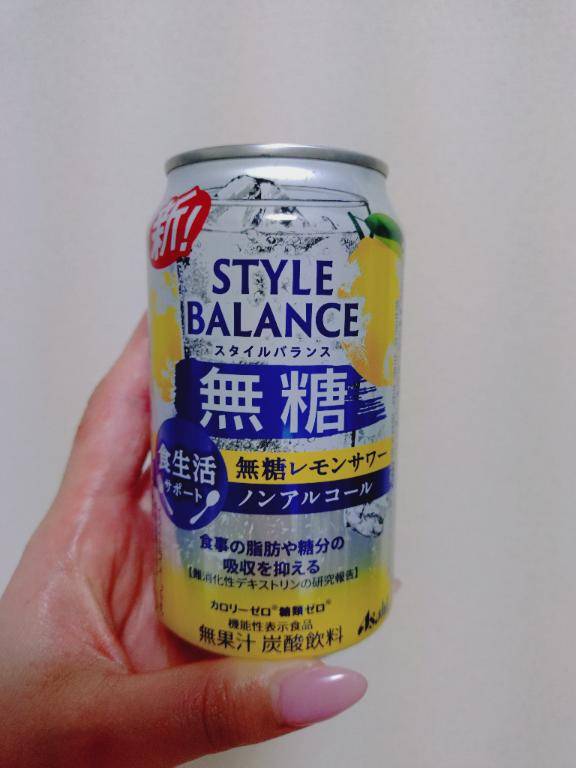 新!
STYLE
BALANCE
スタイルバランス
無糖
食生活
サポート
無糖レモンサワー
ノンアルコール
食事の脂肪や糖分の
吸収を抑える
【難消化性デキストリンの研究報告】
カロリーゼロ※糖類ゼロ※
機能性表示食品
無果汁 炭酸飲料
Asahi